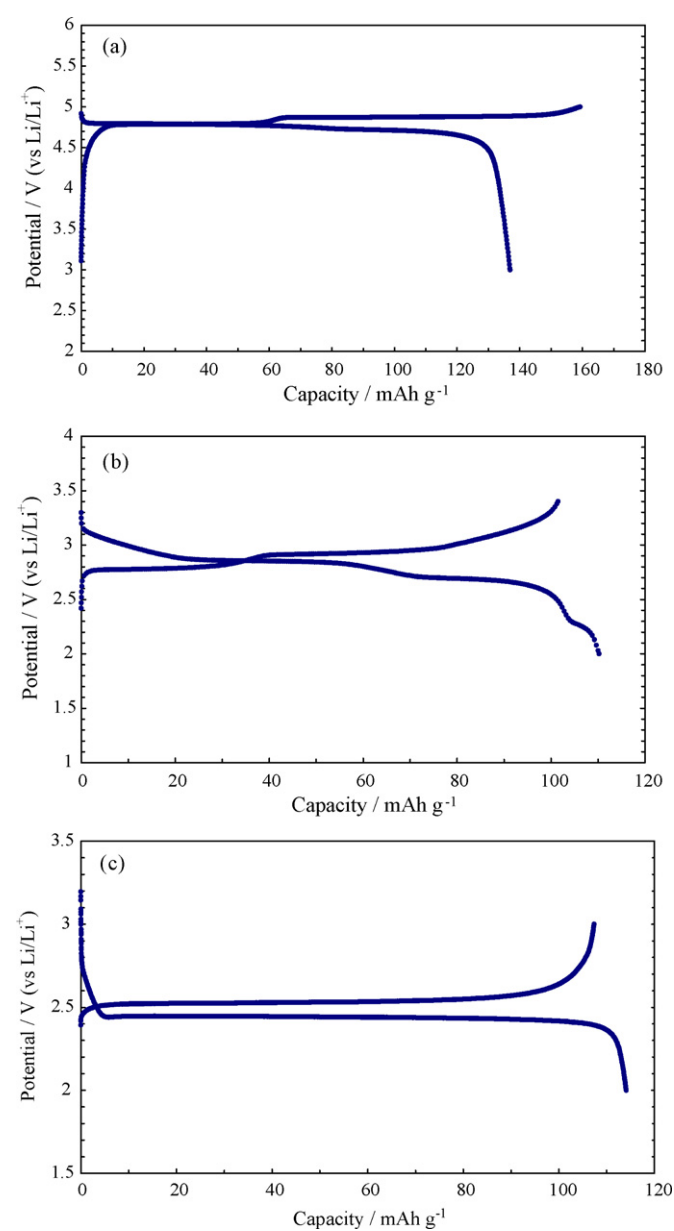 (a)
Potential / V (vs Li/Li⁺)
6
5.5
5
4.5
4
3.5
3
2.5
2
0 20 40 60 80 100 120 140 160 180
Capacity / mAh g⁻¹
(b)
Potential / V (vs Li/Li⁺)
4
3.5
3
2.5
2
1.5
1
0 20 40 60 80 100 120
Capacity / mAh g⁻¹
(c)
Potential / V (vs Li/Li⁺)
3.5
3
2.5
2
1.5
0 20 40 60 80 100 120
Capacity / mAh g⁻¹